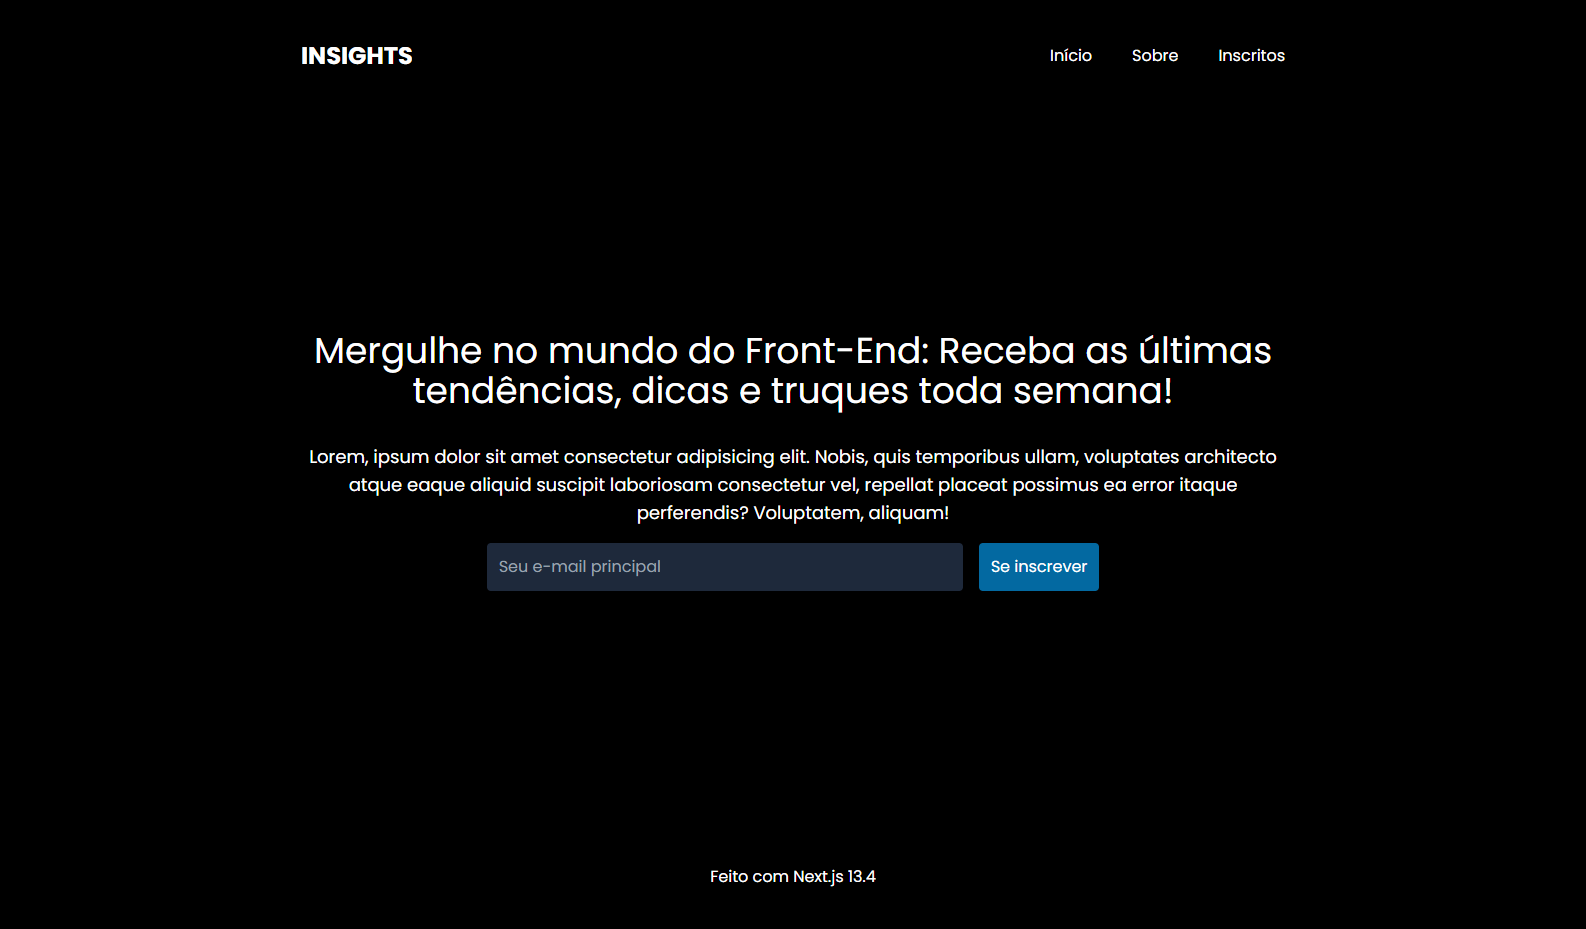 INSIGHTS
Início
Sobre
Inscritos
Mergulhe no mundo do Front-End: Receba as últimas
tendências, dicas e truques toda semana!
Lorem, ipsum dolor sit amet consectetur adipisicing elit. Nobis, quis temporibus ullam, voluptates architecto
atque eaque aliquid suscipit laboriosam consectetur vel, repellat placeat possimus ea error itaque
perferendis? Voluptatem, aliquam!
Seu e-mail principal
Se inscrever
Feito com Next.js 13.4